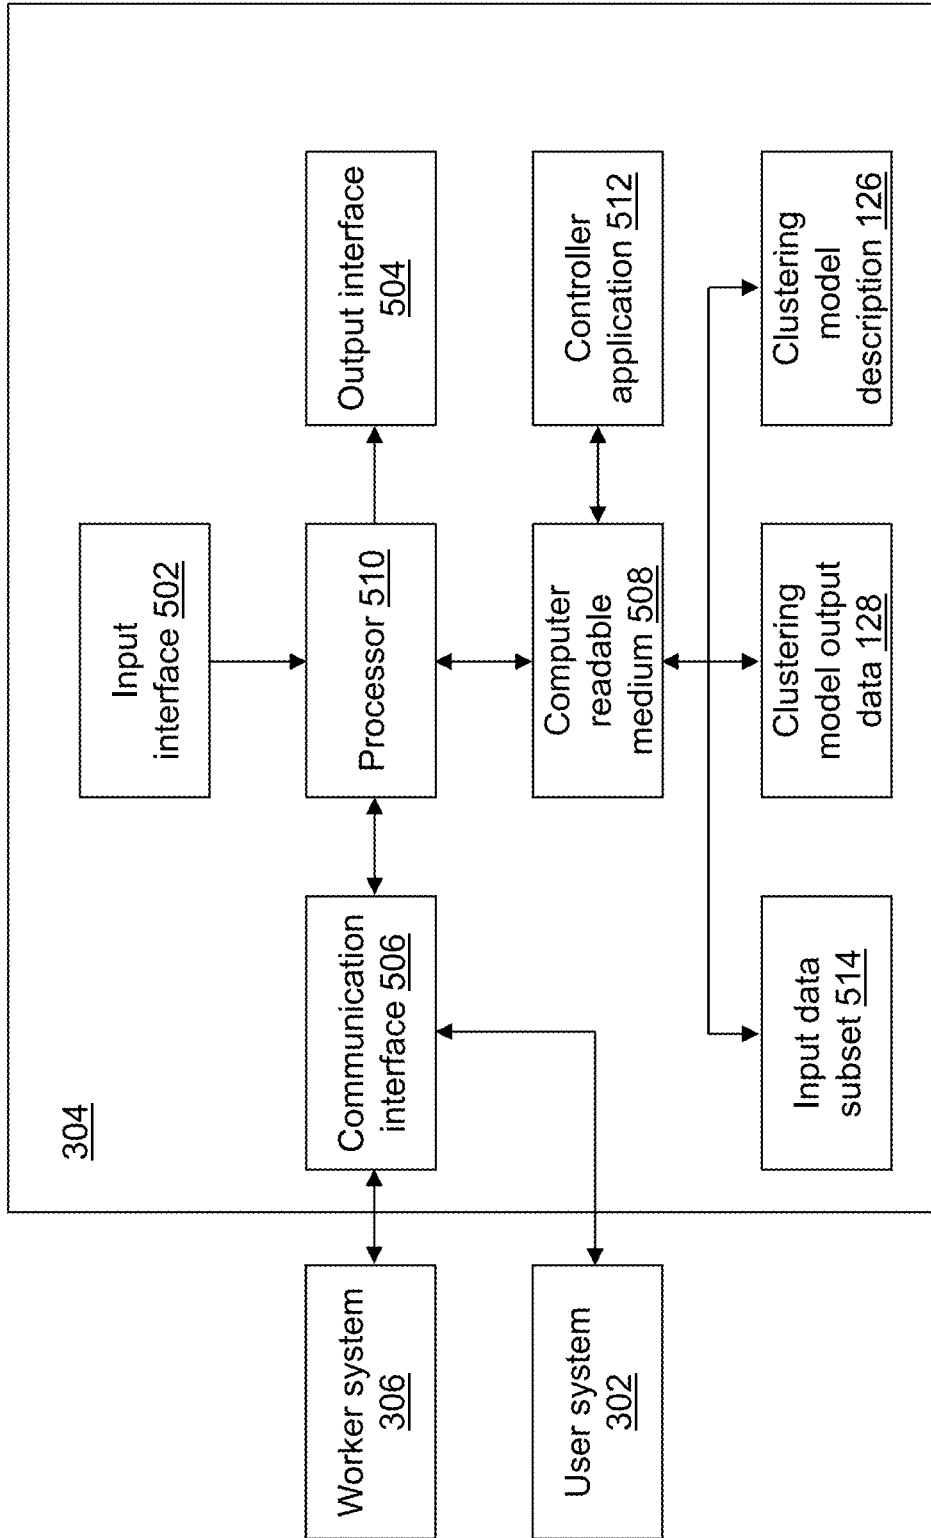 304
Input
interface 502
Worker system
306
Communication
interface 506
Processor 510
Output interface
504
User system
302
Computer
readable
medium 508
Controller
application 512
Input data
subset 514
Clustering
model output
data 128
Clustering
model
description 126